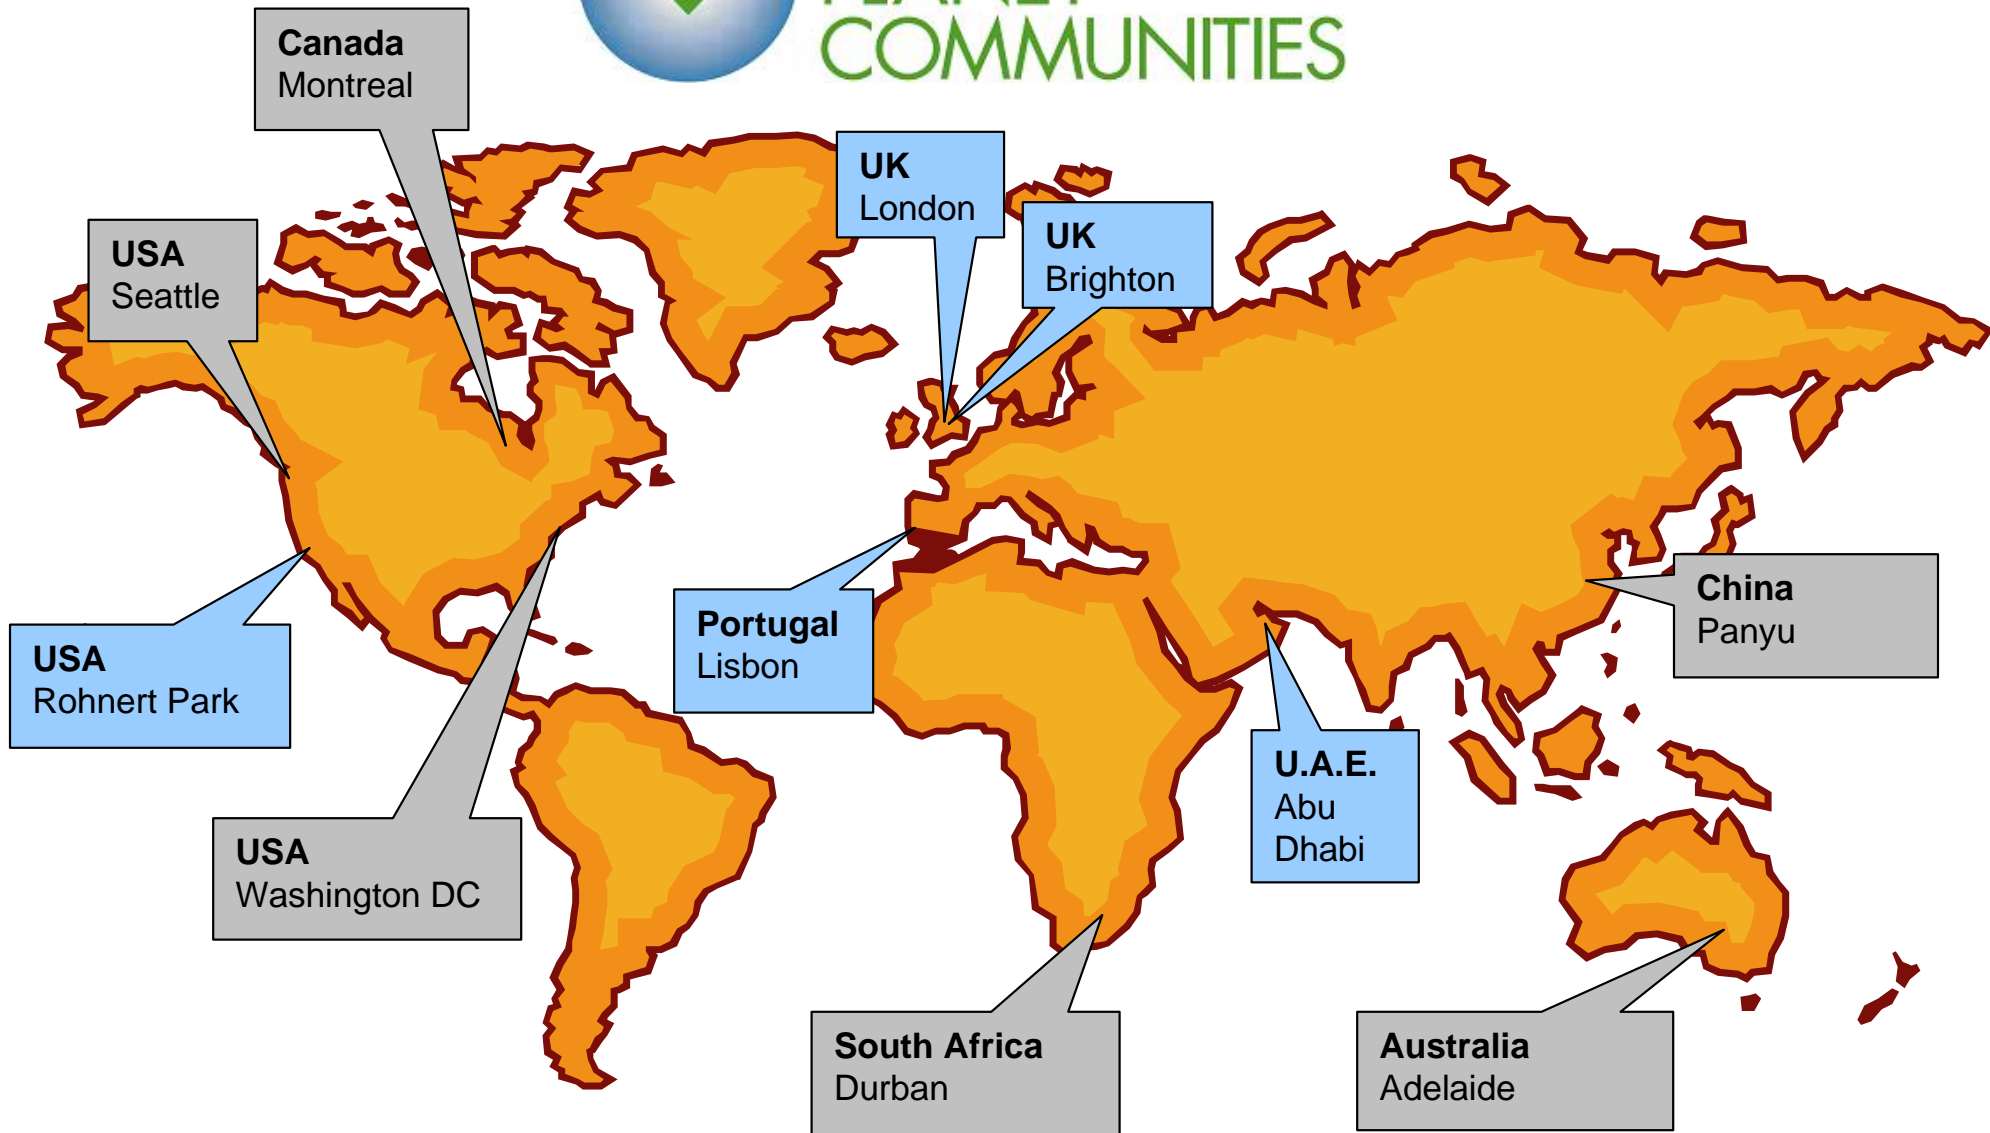 COMMUNITIES
Canada
Montreal
UK
London
UK
Brighton
USA
Seattle
China
Panyu
Portugal
Lisbon
USA
Rohnert Park
U.A.E.
Abu
Dhabi
USA
Washington DC
South Africa
Durban
Australia
Adelaide